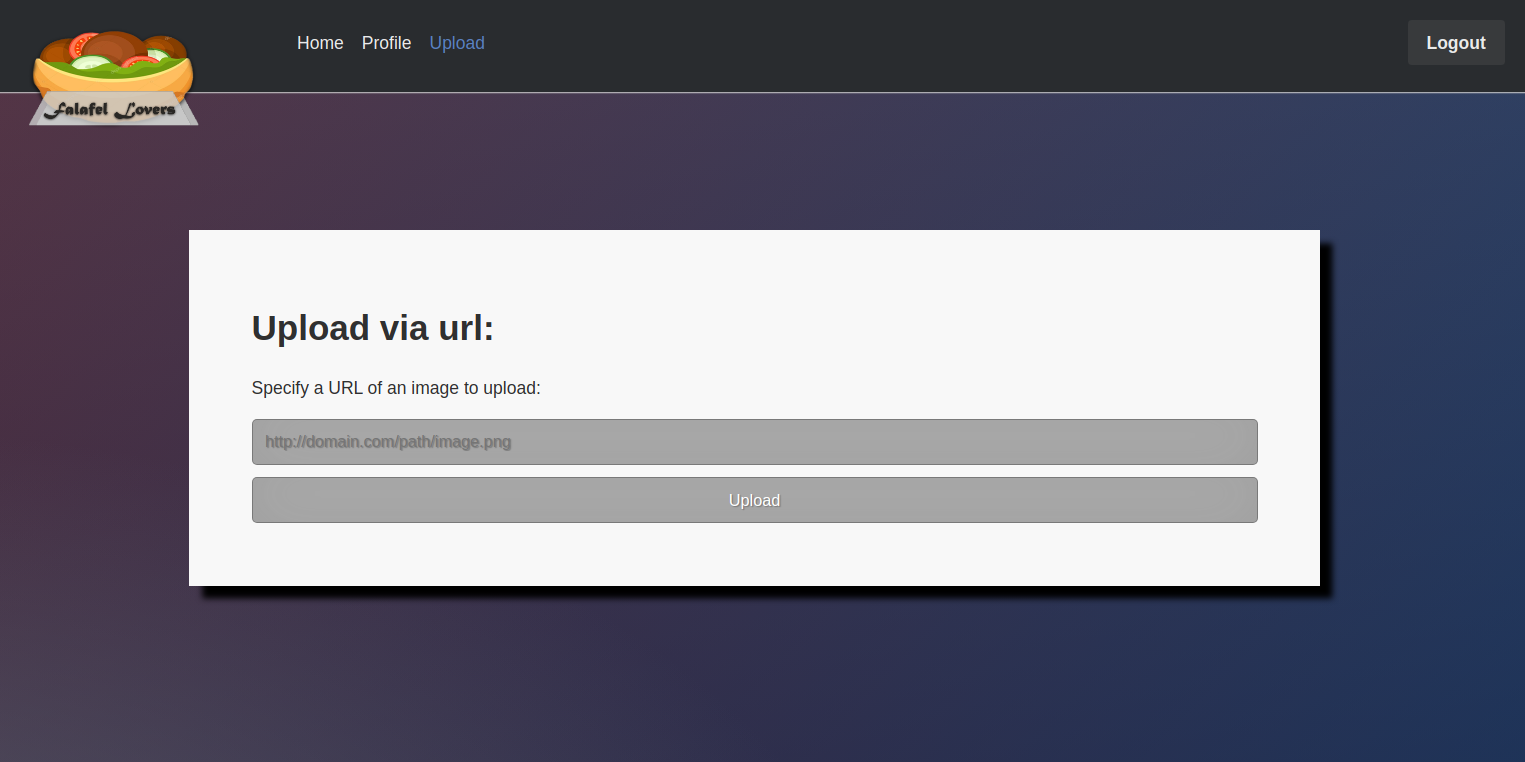 Home Profile Upload
Logout
Falafel Lovers
Upload via url:
Specify a URL of an image to upload:
http://domain.com/path/image.png
Upload